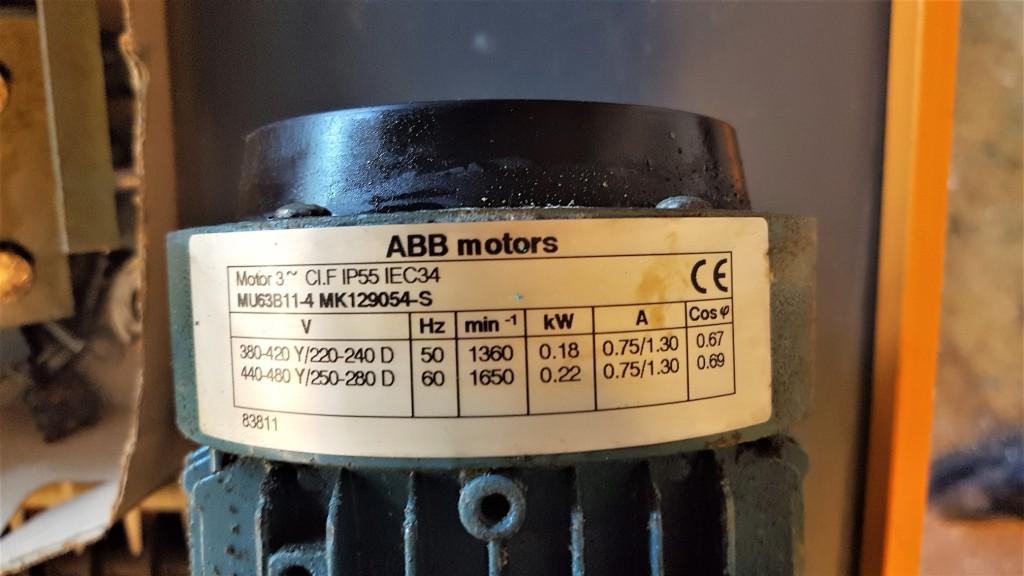 ABB motors
Motor 3~ Cl.F IP55 IEC34
MU63B11-4 MK129054-S
CE
V Hz min⁻¹ kW A Cos φ
380-420 Y/220-240 D 50 1360 0.18 0.75/1.30 0.67
440-480 Y/250-280 D 60 1650 0.22 0.75/1.30 0.69
83811